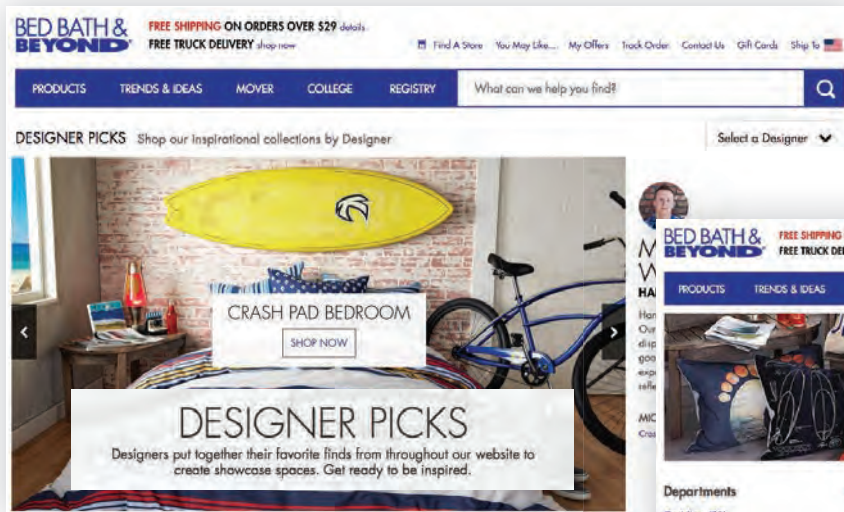 BED BATH &
BEYOND
FREE SHIPPING ON ORDERS OVER $29 details
FREE TRUCK DELIVERY shop now
Find A Store You May Like... My Offers Track Order Contact Us Gift Cards Ship To
PRODUCTS TRENDS & IDEAS MOVER COLLEGE REGISTRY What can we help you find?
DESIGNER PICKS Shop our inspirational collections by Designer Select a Designer
CRASH PAD BEDROOM
SHOP NOW
DESIGNER PICKS
Designers put together their favorite finds from throughout our website to
create showcase spaces. Get ready to be inspired.
BED BATH &
BEYOND
FREE SHIPPING
FREE TRUCK DEL
PRODUCTS TRENDS & IDEAS
Departments